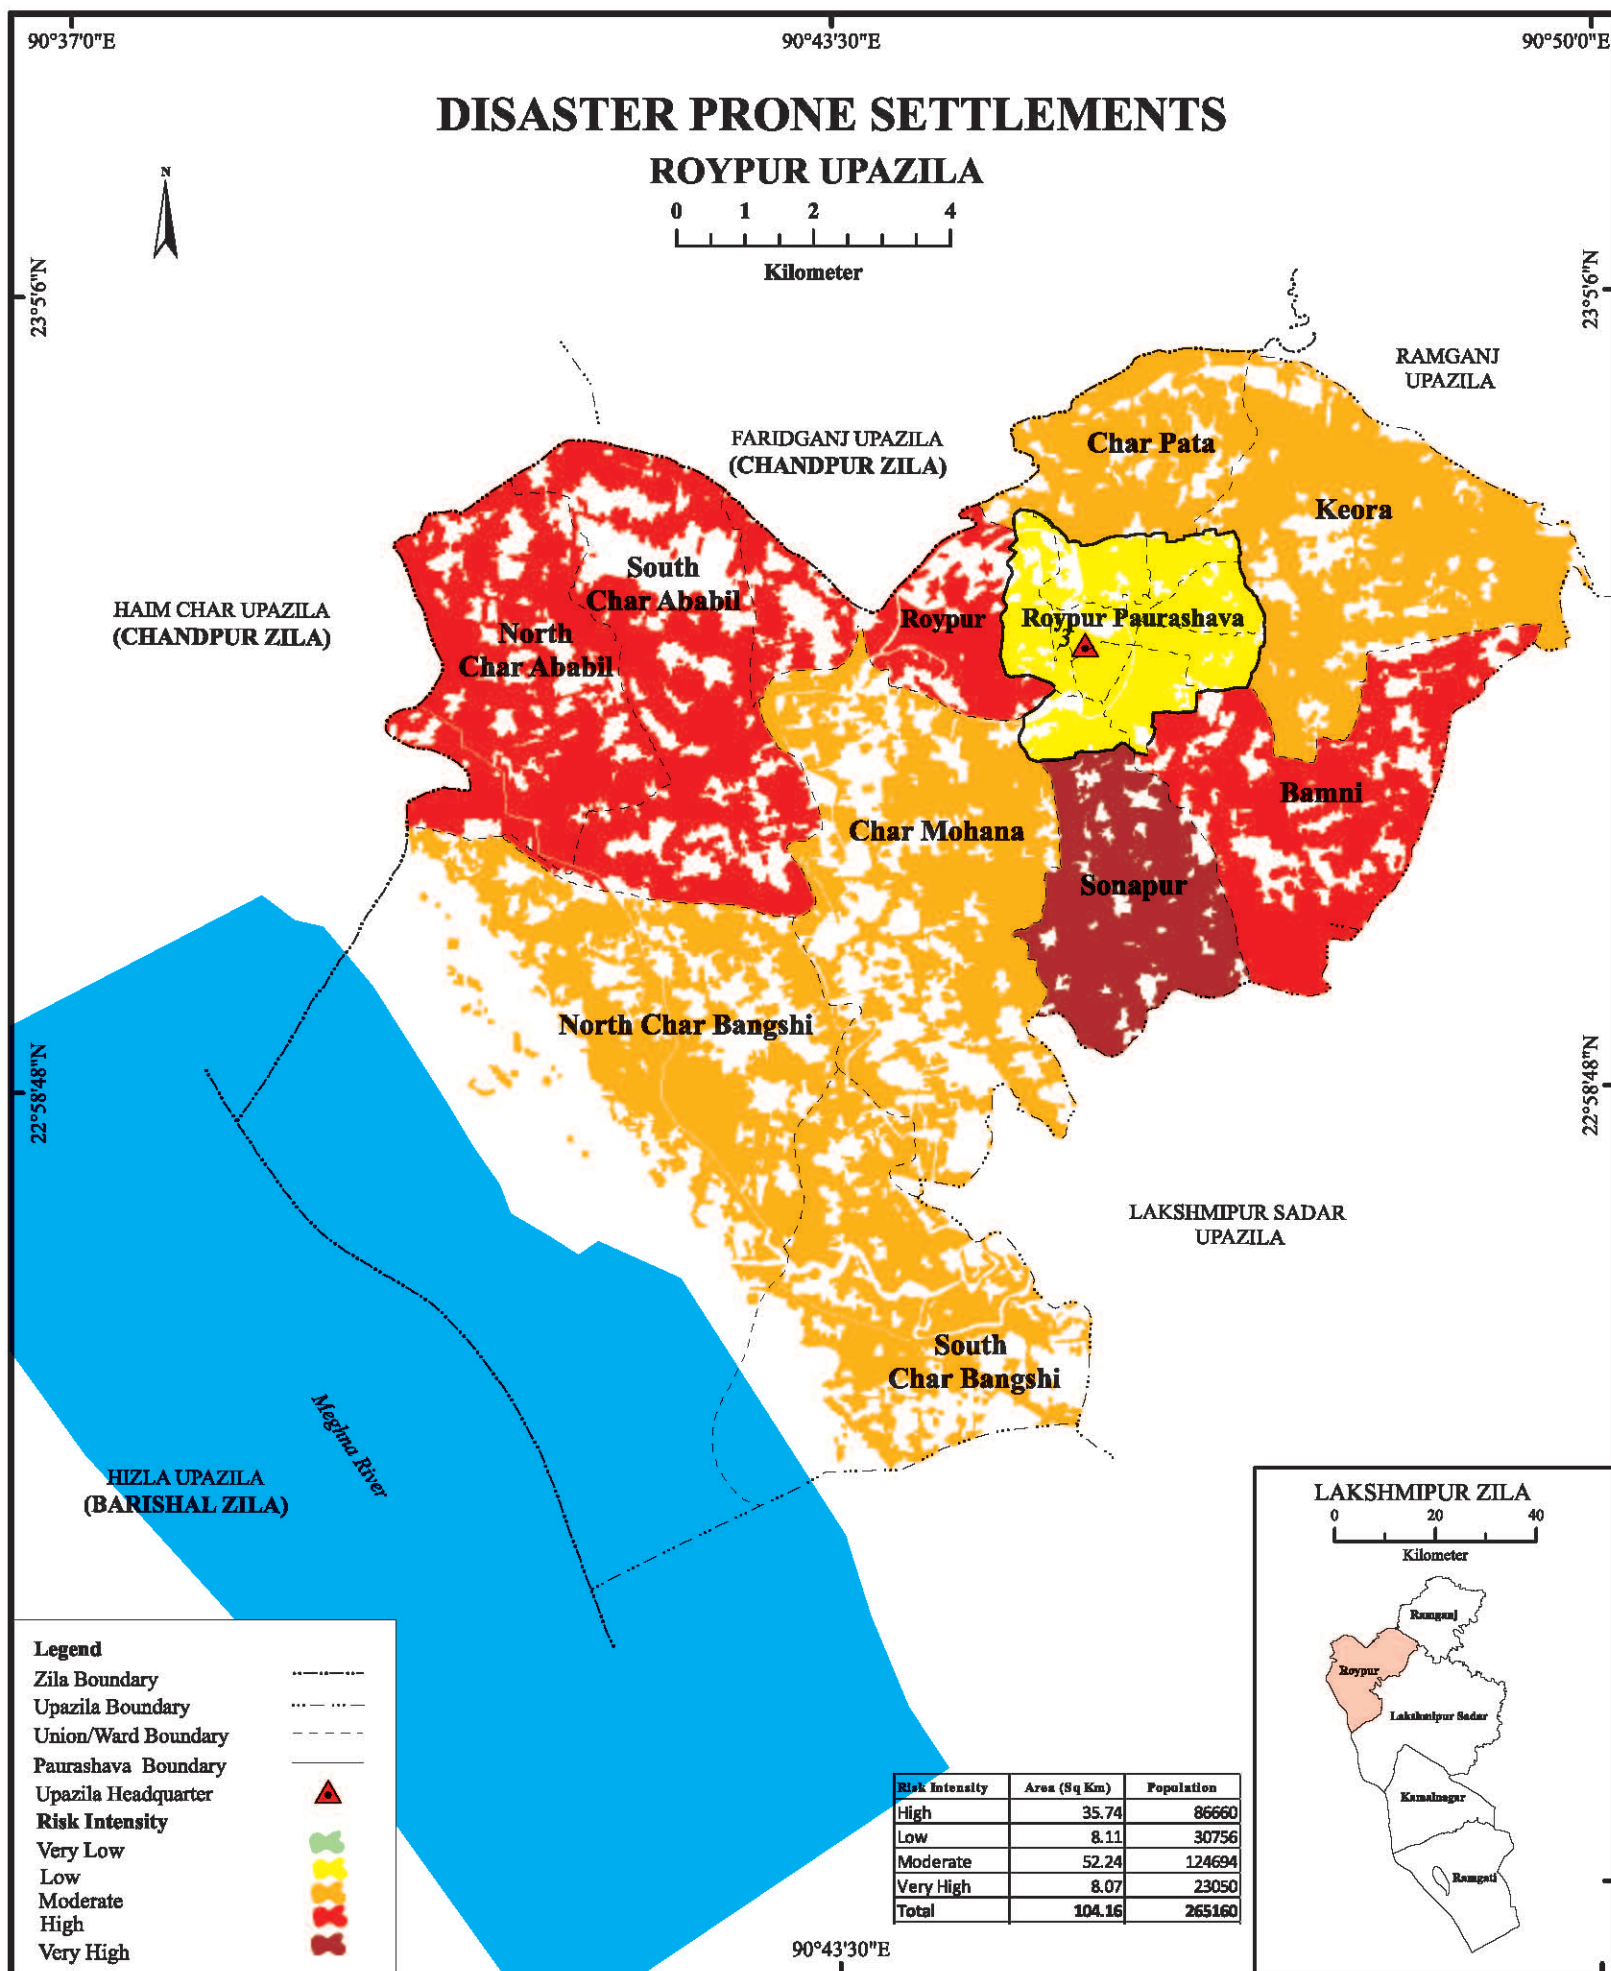 90°37'0"E
90°43'30"E
90°50'0"E
DISASTER PRONE SETTLEMENTS
ROYPUR UPAZILA
N
0 1 2 4
Kilometer
23°5'6"N
23°5'6"N
RAMGANJ
UPAZILA
FARIDGANJ UPAZILA
(CHANDPUR ZILA)
Char Pata
Keora
HAIM CHAR UPAZILA
(CHANDPUR ZILA)
South
Char Ababil
North
Char Ababil
Roypur
Roypur Paurashava
3
Bamni
Char Mohana
Sonapur
North Char Bangshi
22°58'48"N
22°58'48"N
LAKSHMIPUR SADAR
UPAZILA
South
Char Bangshi
Meghna River
HIZLA UPAZILA
(BARISHAL ZILA)
LAKSHMIPUR ZILA
0 20 40
Kilometer
Ramganj
Roypur
Lakshmipur Sadar
Kamalnagar
Ramgati
Legend
Zila Boundary
Upazila Boundary
Union/Ward Boundary
Paurashava Boundary
Upazila Headquarter
Risk Intensity
Very Low
Low
Moderate
High
Very High
Risk Intensity Area (Sq Km) Population
High 35.74 86660
Low 8.11 30756
Moderate 52.24 124694
Very High 8.07 23050
Total 104.16 265160
90°43'30"E